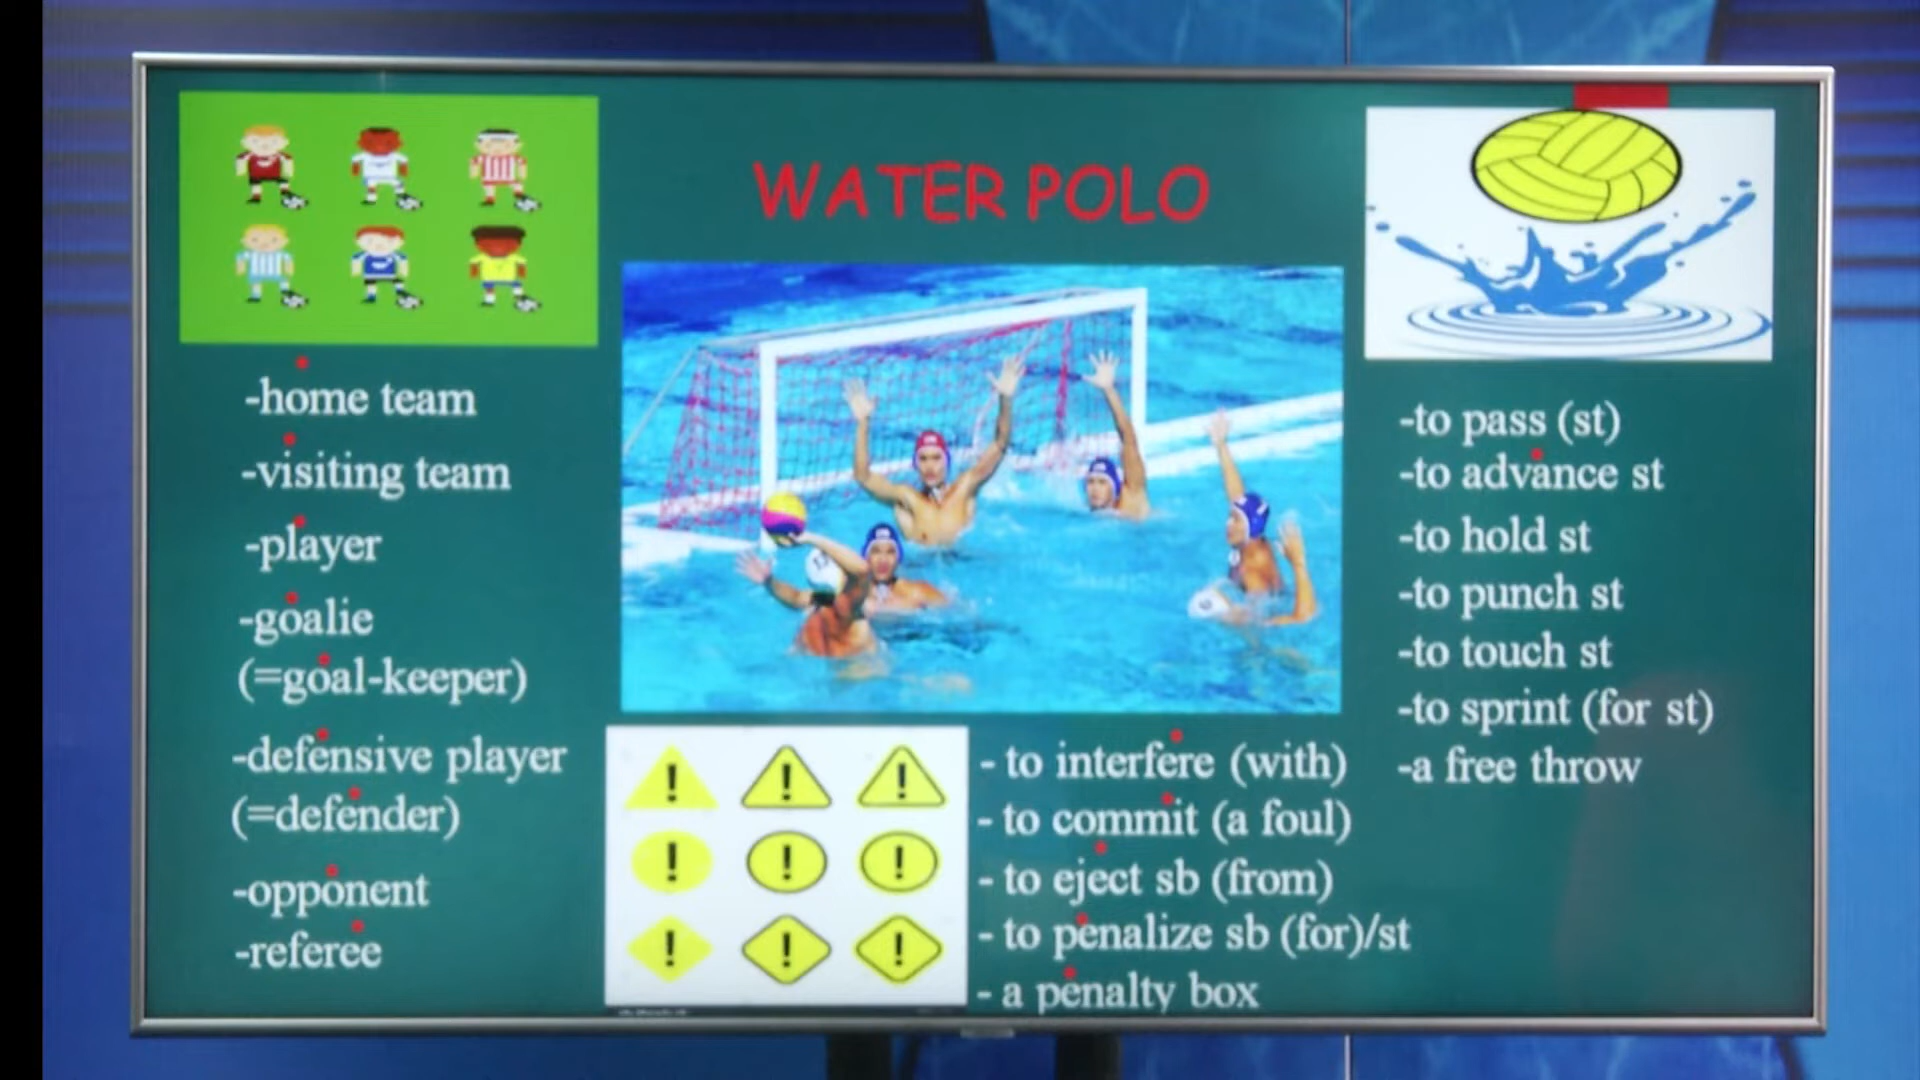 WATER POLO
-home team
-visiting team
-player
-goalie
(=goal-keeper)
-defensive player
(=defender)
-opponent
-referee
- to interfere (with)
- to commit (a foul)
- to eject sb (from)
- to penalize sb (for)/st
- a penalty box
-to pass (st)
-to advance st
-to hold st
-to punch st
-to touch st
-to sprint (for st)
-a free throw